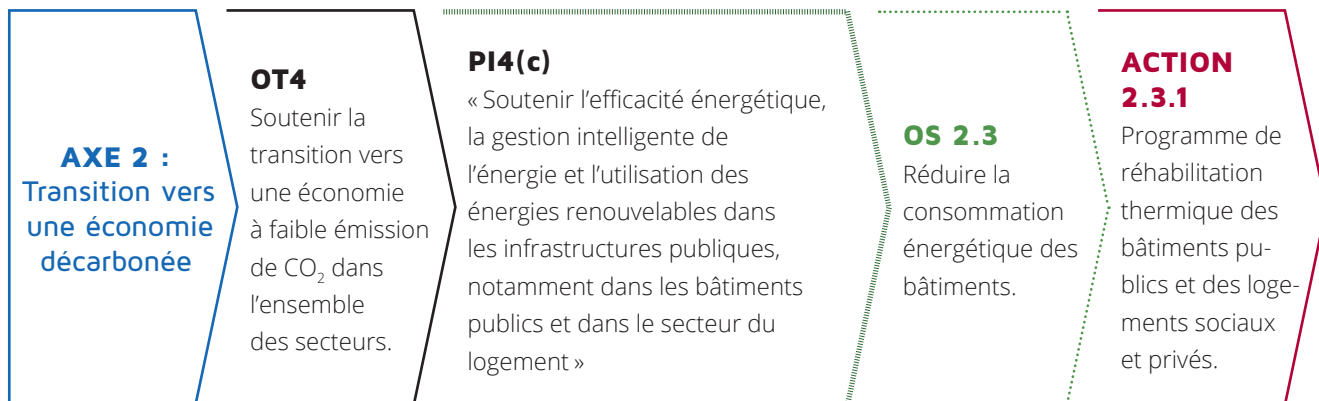 AXE 2 :
Transition vers
une économie
décarbonée
OT4
Soutenir la
transition vers
une économie
à faible émission
de CO₂ dans
l’ensemble
des secteurs.
PI4(c)
« Soutenir l’efficacité énergétique,
la gestion intelligente de
l’énergie et l’utilisation des
énergies renouvelables dans
les infrastructures publiques,
notamment dans les bâtiments
publics et dans le secteur du
logement »
OS 2.3
Réduire la
consommation
énergétique des
bâtiments.
ACTION
2.3.1
Programme de
réhabilitation
thermique des
bâtiments pu-
blics et des loge-
ments sociaux
et privés.